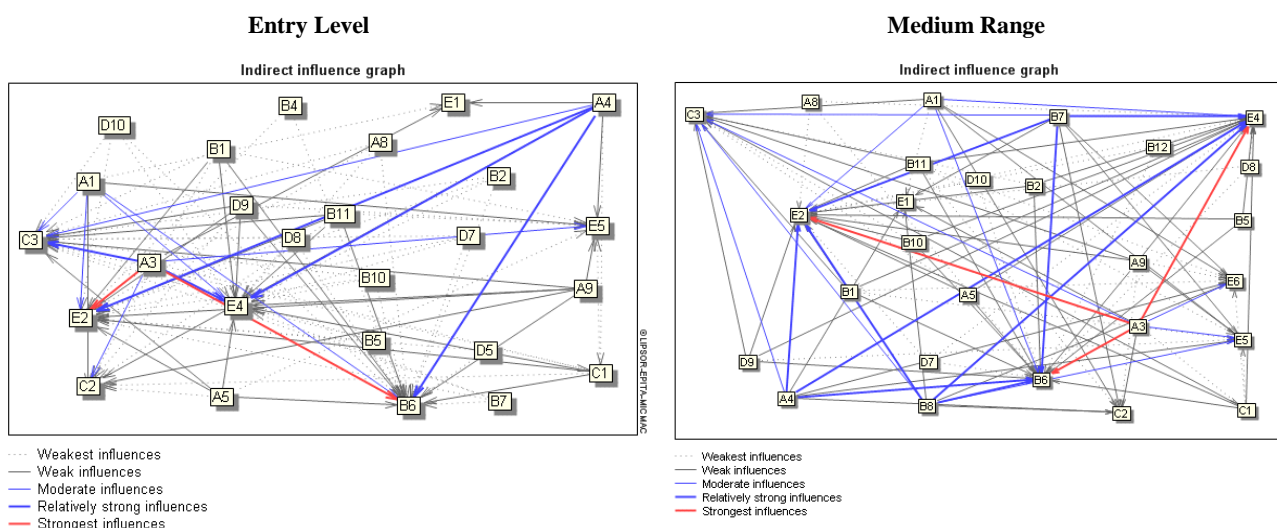 Entry Level
Medium Range
Indirect influence graph
B4
E1
A4
D10
B1
A8
A1
B2
D9
B11
C3
D8
D7
E5
A3
B10
A9
E4
E2
B5
D5
C2
A5
B6
B7
C1
©LIPSOR-EPITA-MICMAC
Weakest influences
Weak influences
Moderate influences
Relatively strong influences
Strongest influences
Indirect influence graph
C3
A8
A1
B7
E4
B12
B11
D8
D10
B2
E1
E2
B5
B10
A9
E6
B1
A5
A3
E5
D9
D7
B6
A4
B8
C2
C1
Weakest influences
Weak influences
Moderate influences
Relatively strong influences
Strongest influences